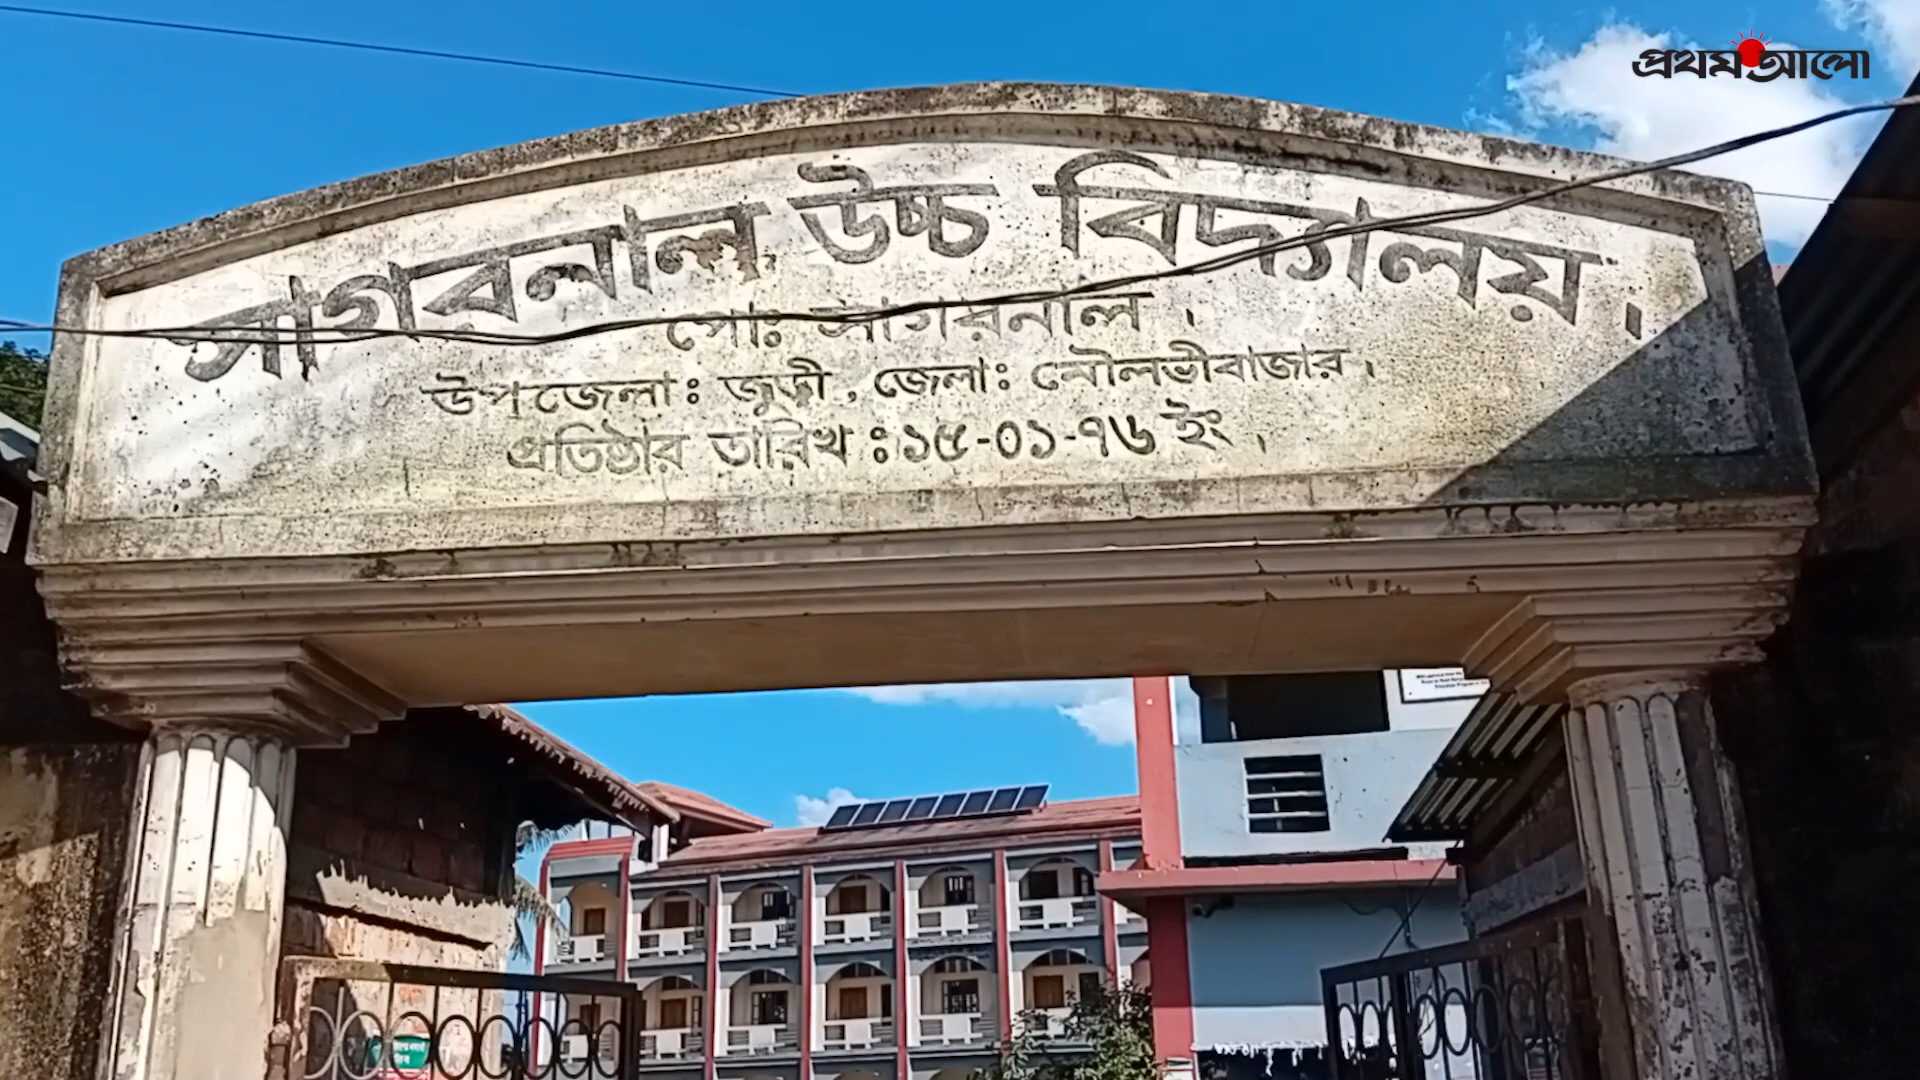 প্রথম আলো
সাগরনাল উচ্চ বিদ্যালয়।
পোঃ সাগরনাল।
উপজেলা: জুড়ী, জেলা: মৌলভীবাজার।
প্রতিষ্ঠার তারিখ : ১৫-০১-৭৬ ইং।